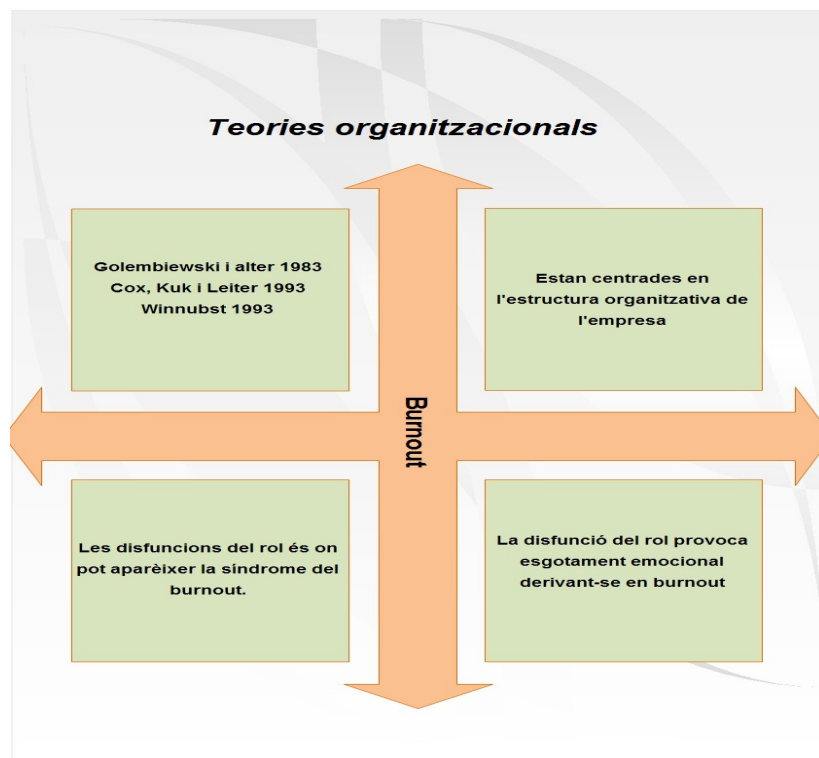 Teories organitzacionals
Golembiewski i alter 1983
Cox, Kuk i Leiter 1993
Winnubst 1993
Estan centrades en
l'estructura organitzativa de
l'empresa
Burnout
Les disfuncions del rol és on
pot aparèixer la síndrome del
burnout.
La disfunció del rol provoca
esgotament emocional
derivant-se en burnout